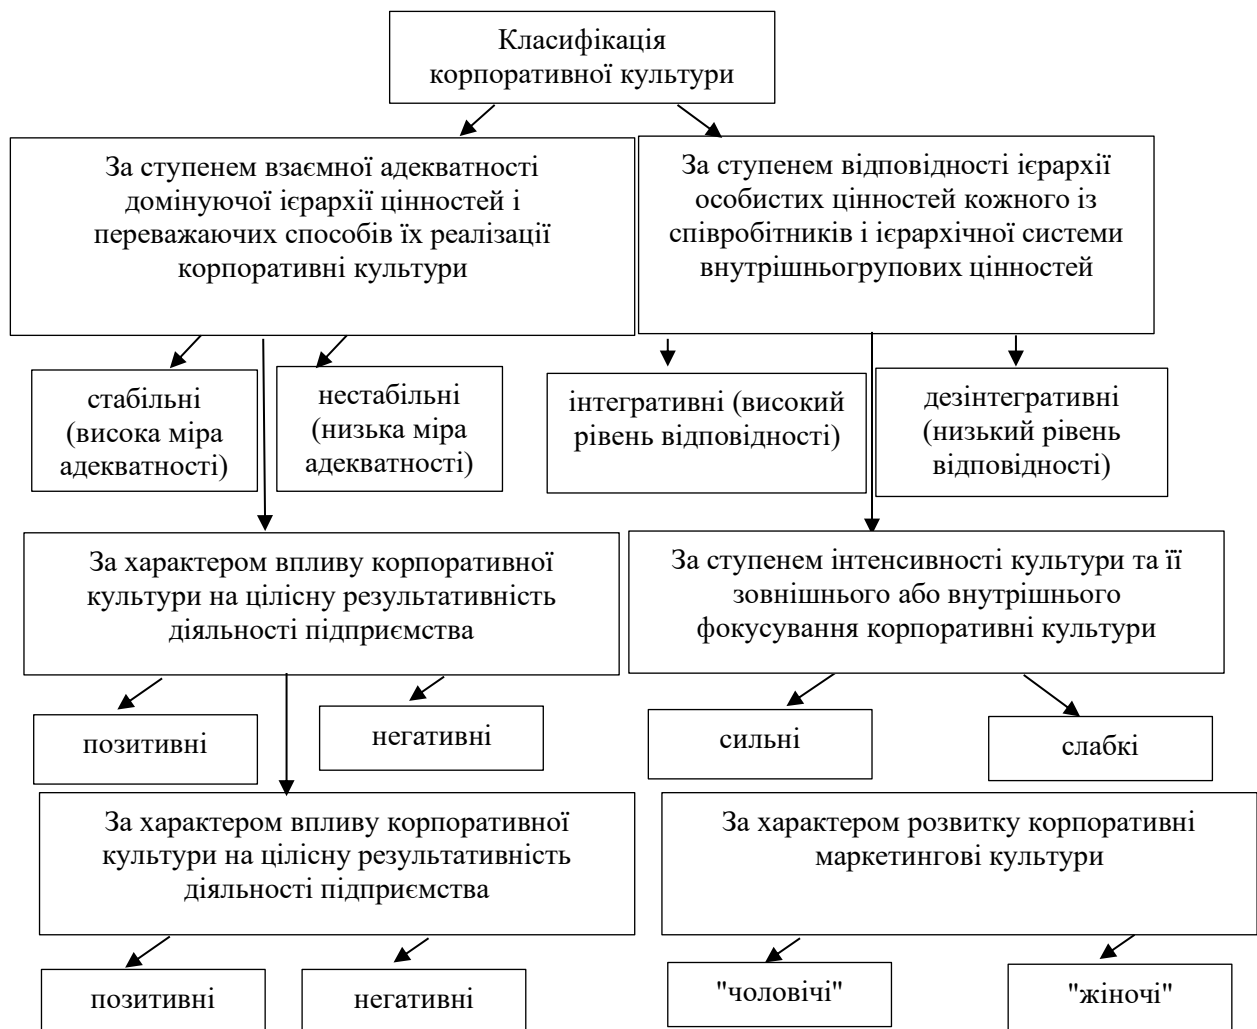 Класифікація
корпоративної культури
За ступенем взаємної адекватності
домінуючої ієрархії цінностей і
переважаючих способів їх реалізації
корпоративні культури
За ступенем відповідності ієрархії
особистих цінностей кожного із
співробітників і ієрархічної системи
внутрішньогрупових цінностей
стабільні
(висока міра
адекватності)
нестабільні
(низька міра
адекватності)
інтегративні (високий
рівень відповідності)
дезінтегративні
(низький рівень
відповідності)
За характером впливу корпоративної
культури на цілісну результативність
діяльності підприємства
За ступенем інтенсивності культури та її
зовнішнього або внутрішнього
фокусування корпоративні культури
позитивні
негативні
сильні
слабкі
За характером впливу корпоративної
культури на цілісну результативність
діяльності підприємства
За характером розвитку корпоративні
маркетингові культури
позитивні
негативні
"чоловічі"
"жіночі"